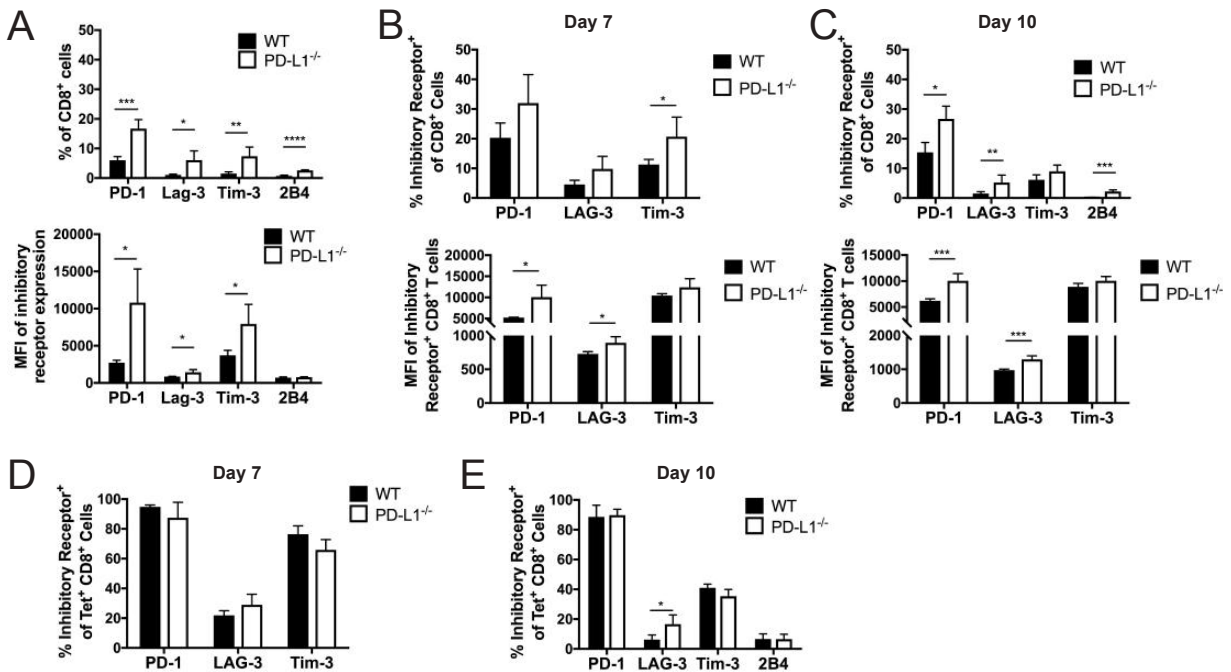 A
% of CD8⁺ cells
50
40
30
20
10
0
WT
PD-L1⁻/⁻
***
*
**
****
PD-1 Lag-3 Tim-3 2B4
MFI of inhibitory
receptor expression
20000
15000
10000
5000
0
WT
PD-L1⁻/⁻
*
*
*
PD-1 Lag-3 Tim-3 2B4
B
Day 7
% Inhibitory Receptor⁺
of CD8⁺ Cells
50
40
30
20
10
0
WT
PD-L1⁻/⁻
*
PD-1 LAG-3 Tim-3
MFI of Inhibitory
Receptor⁺ CD8⁺ T cells
20000
15000
10000
5000
1000
500
0
WT
PD-L1⁻/⁻
*
*
PD-1 LAG-3 Tim-3
C
Day 10
% Inhibitory Receptor⁺
of CD8⁺ Cells
50
40
30
20
10
0
WT
PD-L1⁻/⁻
*
**
***
PD-1 LAG-3 Tim-3 2B4
MFI of Inhibitory
Receptor⁺ CD8⁺ T cells
15000
10000
5000
2000
1000
0
WT
PD-L1⁻/⁻
***
***
PD-1 LAG-3 Tim-3
D
Day 7
% Inhibitory Receptor⁺
of Tet⁺ CD8⁺ Cells
100
80
60
40
20
0
WT
PD-L1⁻/⁻
PD-1 LAG-3 Tim-3
E
Day 10
% Inhibitory Receptor⁺
of Tet⁺ CD8⁺ Cells
100
80
60
40
20
0
WT
PD-L1⁻/⁻
*
PD-1 LAG-3 Tim-3 2B4